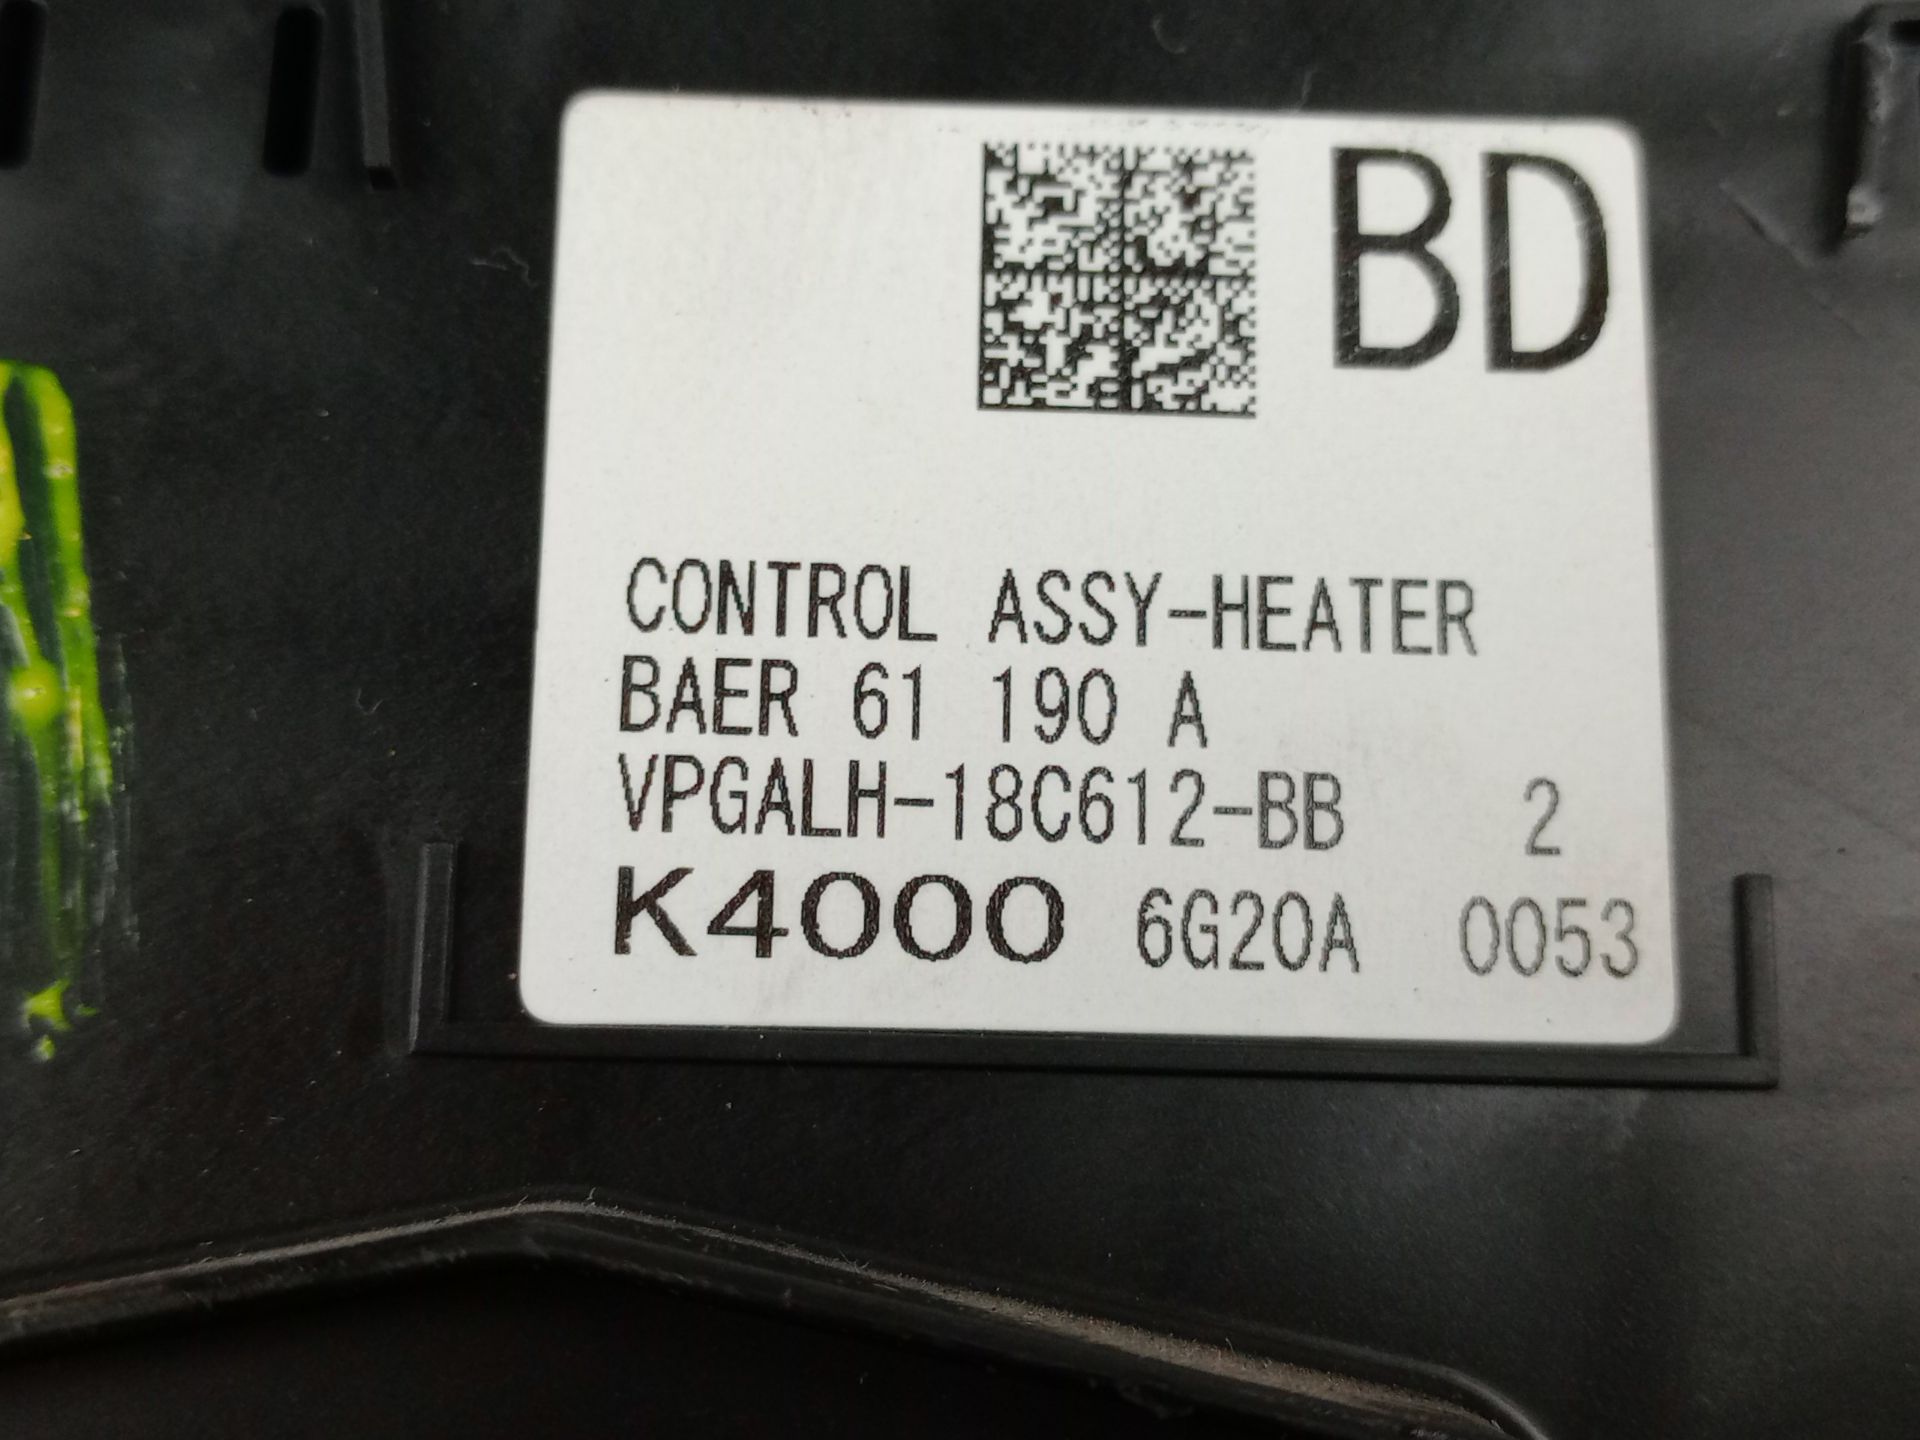 BD
CONTROL ASSY-HEATER
BAER 61 190 A
VPGALH-18C612-BB 2
K4000 6G20A 0053